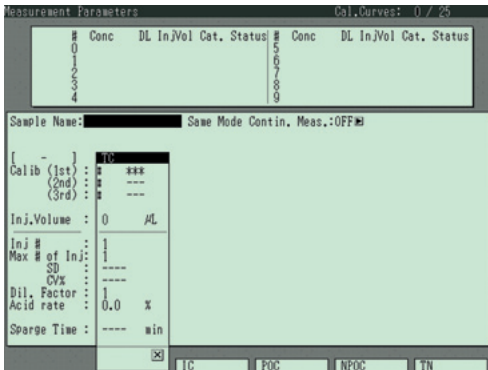 Measurement Parameters Cal.Curves: 0 / 25
# Conc DL InjVol Cat. Status # Conc DL InjVol Cat. Status
0 5
1 6
2 7
3 8
4 9
Sample Name: Same Mode Contin. Meas.:OFF
[ - ] TC
Calib (1st) : # ***
(2nd) : # ---
(3rd) : # ---
Inj.Volume : 0 µL
Inj # : 1
Max # of Inj: 1
SD : ----
CV% : ----
Dil. Factor : 1
Acid rate : 0.0 %
Sparge Time : ---- min
IC POC NPOC TN